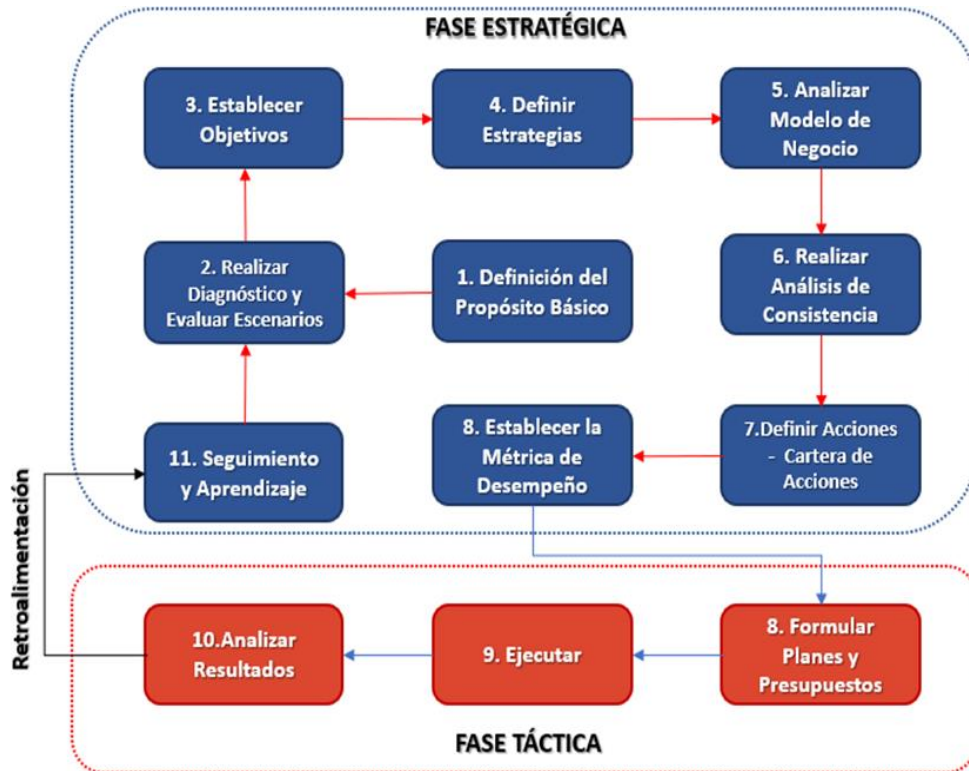 FASE ESTRATÉGICA
3. Establecer
Objetivos
4. Definir
Estrategias
5. Analizar
Modelo de
Negocio
2. Realizar
Diagnóstico y
Evaluar Escenarios
1. Definición del
Propósito Básico
6. Realizar
Análisis de
Consistencia
11. Seguimiento
y Aprendizaje
8. Establecer la
Métrica de
Desempeño
7.Definir Acciones
- Cartera de
Acciones
Retroalimentación
10.Analizar
Resultados
9. Ejecutar
8. Formular
Planes y
Presupuestos
FASE TÁCTICA